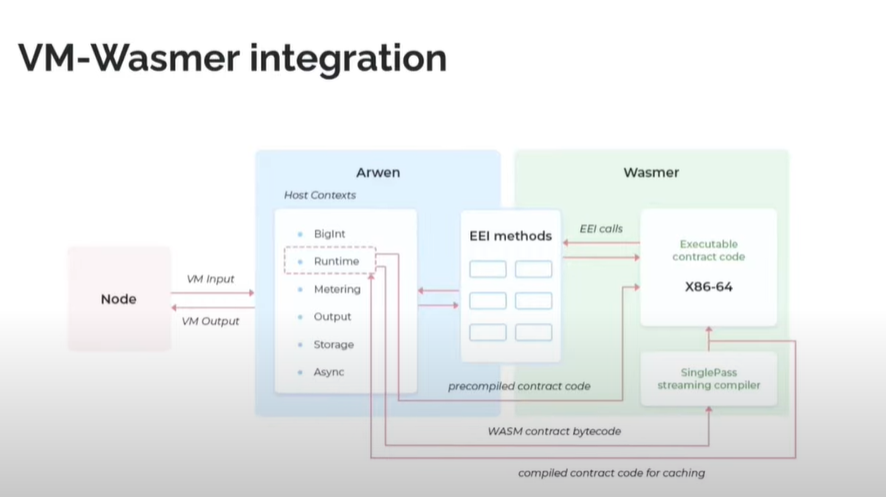 VM-Wasmer integration
Arwen
Wasmer
Host Contexts
BigInt
Runtime
Metering
Output
Storage
Async
Node
VM Input
VM Output
EEI methods
EEI calls
Executable
contract code
X86-64
SinglePass
streaming compiler
precompiled contract code
WASM contract bytecode
compiled contract code for caching